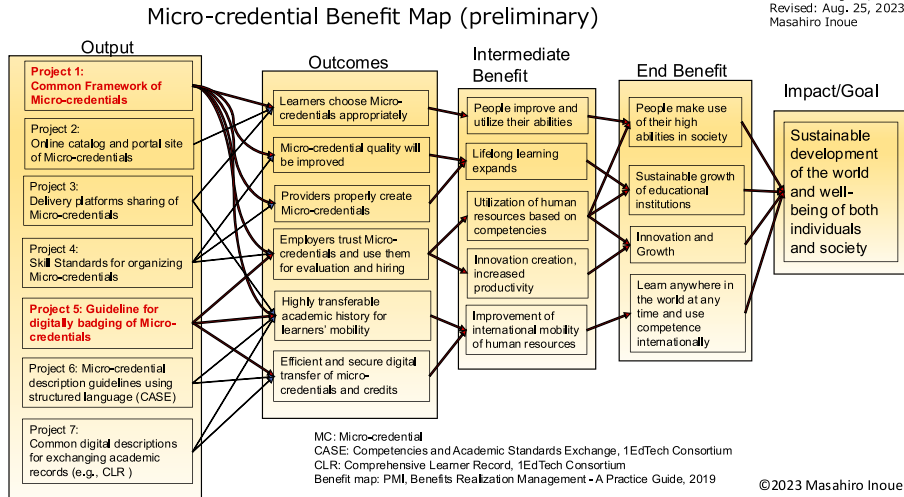 Micro-credential Benefit Map (preliminary)
Revised: Aug. 25, 2023
Masahiro Inoue
Output
Project 1:
Common Framework of
Micro-credentials
Project 2:
Online catalog and portal site
of Micro-credentials
Project 3:
Delivery platforms sharing of
Micro-credentials
Project 4:
Skill Standards for organizing
Micro-credentials
Project 5: Guideline for
digitally badging of Micro-
credentials
Project 6: Micro-credential
description guidelines using
structured language (CASE)
Project 7:
Common digital descriptions
for exchanging academic
records (e.g., CLR )
Outcomes
Learners choose Micro-
credentials appropriately
Micro-credential quality will
be improved
Providers properly create
Micro-credentials
Employers trust Micro-
credentials and use them
for evaluation and hiring
Highly transferable
academic history for
learners' mobility
Efficient and secure digital
transfer of micro-
credentials and credits
Intermediate
Benefit
People improve and
utilize their abilities
Lifelong learning
expands
Utilization of human
resources based on
competencies
Innovation creation,
increased
productivity
Improvement of
international mobility
of human resources
End Benefit
People make use
of their high
abilities in society
Sustainable growth
of educational
institutions
Innovation and
Growth
Learn anywhere in
the world at any
time and use
competence
internationally
Impact/Goal
Sustainable
development
of the world
and well-
being of both
individuals
and society
MC: Micro-credential
CASE: Competencies and Academic Standards Exchange, 1EdTech Consortium
CLR: Comprehensive Learner Record, 1EdTech Consortium
Benefit map: PMI, Benefits Realization Management - A Practice Guide, 2019
©2023 Masahiro Inoue